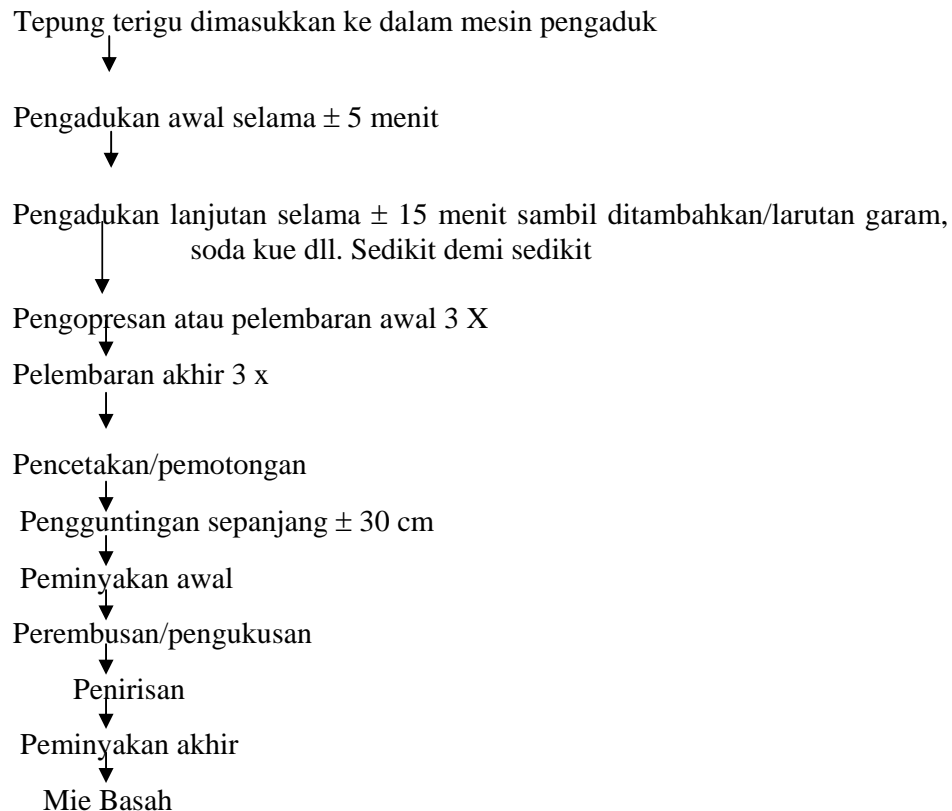 Tepung terigu dimasukkan ke dalam mesin pengaduk
Pengadukan awal selama ± 5 menit
Pengadukan lanjutan selama ± 15 menit sambil ditambahkan/larutan garam,
soda kue dll. Sedikit demi sedikit
Pengopresan atau pelembaran awal 3 X
Pelembaran akhir 3 x
Pencetakan/pemotongan
Pengguntingan sepanjang ± 30 cm
Peminyakan awal
Perembusan/pengukusan
Penirisan
Peminyakan akhir
Mie Basah